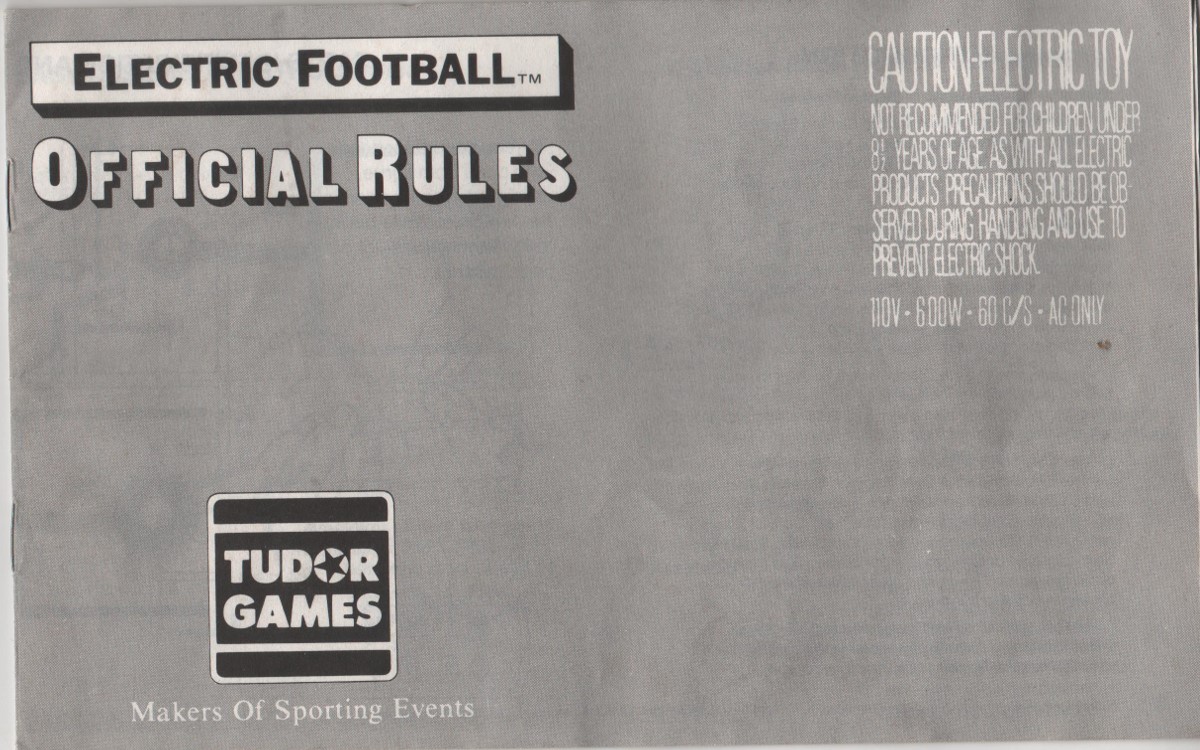 ELECTRIC FOOTBALL™
OFFICIAL RULES
CAUTION-ELECTRIC TOY
NOT RECOMMENDED FOR CHILDREN UNDER
8½ YEARS OF AGE. AS WITH ALL ELECTRIC
PRODUCTS PRECAUTIONS SHOULD BE OB-
SERVED DURING HANDLING AND USE TO
PREVENT ELECTRIC SHOCK.
110V • 6.00W • 60 C/S • AC ONLY
TUDOR
GAMES
Makers Of Sporting Events